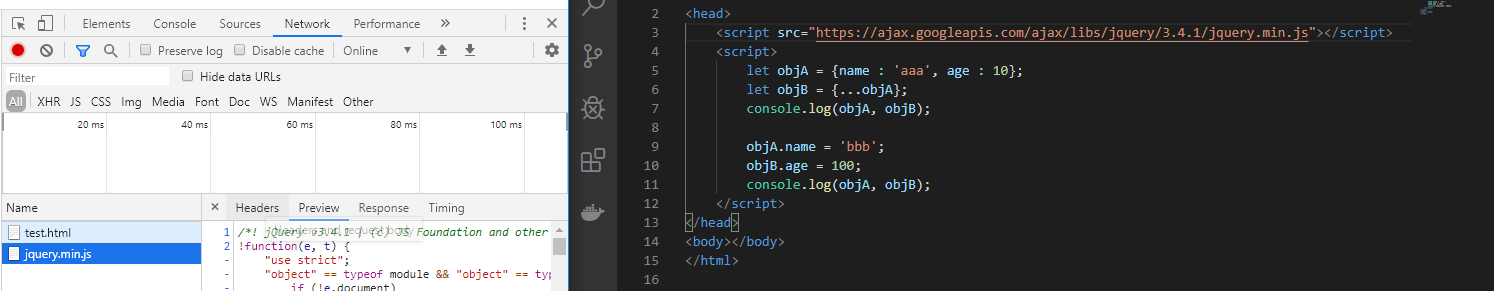 Elements Console Sources Network Performance »
Preserve log Disable cache Online
Filter Hide data URLs
All XHR JS CSS Img Media Font Doc WS Manifest Other
20 ms 40 ms 60 ms 80 ms 100 ms
Name
test.html
jquery.min.js
× Headers Preview Response Timing
1 /*! jQuery v3.4.1 | (c) JS Foundation and other
2 !function(e, t) {
- "use strict";
- "object" == typeof module && "object" == typ
- if (!e.document)
2 <head>
3 <script src="https://ajax.googleapis.com/ajax/libs/jquery/3.4.1/jquery.min.js"></script>
4 <script>
5 let objA = {name : 'aaa', age : 10};
6 let objB = {...objA};
7 console.log(objA, objB);
8
9 objA.name = 'bbb';
10 objB.age = 100;
11 console.log(objA, objB);
12 </script>
13 </head>
14 <body></body>
15 </html>
16